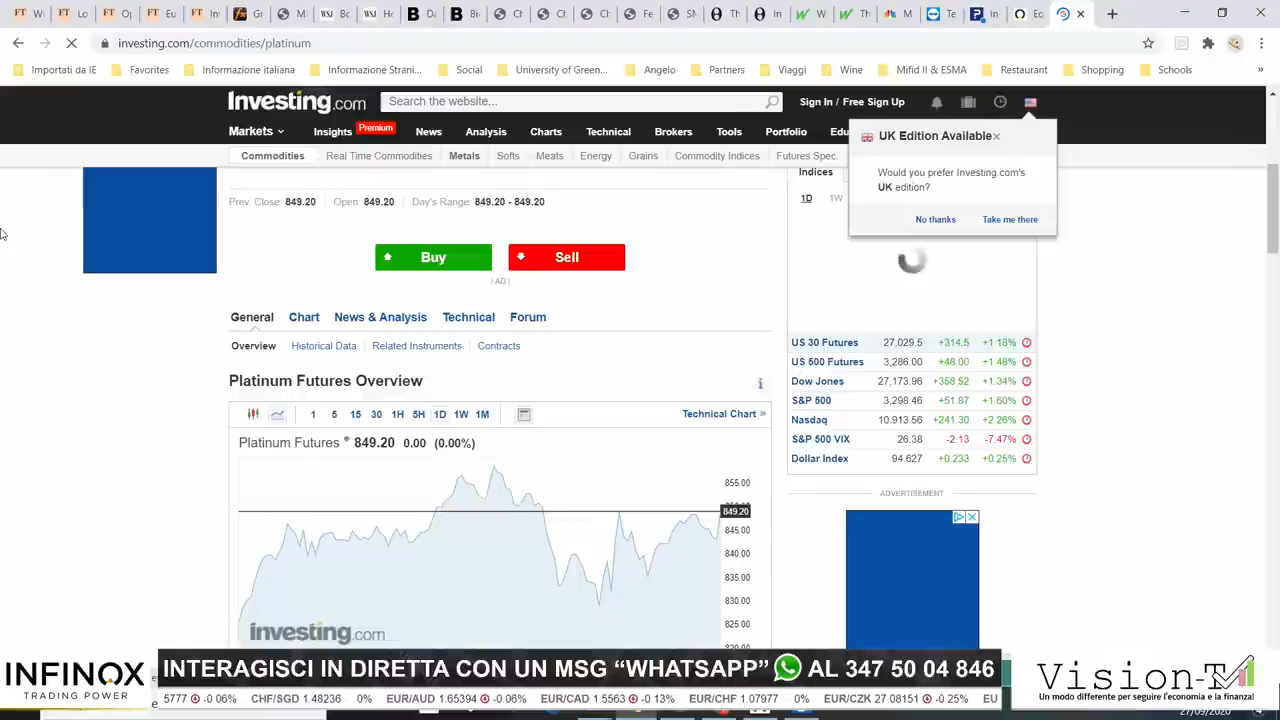 investing.com/commodities/platinum
Importati da IE Favorites Informazione italiana Informazione Strani... Social University of Green... Angelo Partners Viaggi Wine Mifid II & ESMA Restaurant Shopping Schools »
Investing.com Search the website... Sign In / Free Sign Up
Markets Insights Premium News Analysis Charts Technical Brokers Tools Portfolio
UK Edition Available
Would you prefer Investing.com's
UK edition?
No thanks Take me there
Commodities Real Time Commodities Metals Softs Meats Energy Grains Commodity Indices Futures Spec.
Indices
1D 1W
Prev. Close 849.20 Open: 849.20 Day's Range: 849.20 - 849.20
Buy Sell
| AD |
General Chart News & Analysis Technical Forum
Overview Historical Data Related Instruments Contracts
Platinum Futures Overview
1 5 15 30 1H 5H 1D 1W 1M Technical Chart »
Platinum Futures 849.20 0.00 (0.00%)
855.00
849.20
845.00
840.00
835.00
830.00
825.00
Investing.com
US 30 Futures 27,029.5 +314.5 +1.18%
US 500 Futures 3,286.00 +48.00 +1.48%
Dow Jones 27,173.96 +358.52 +1.34%
S&P 500 3,298.46 +51.87 +1.60%
Nasdaq 10,913.56 +241.30 +2.26%
S&P 500 VIX 26.38 -2.13 -7.47%
Dollar Index 94.627 +0.233 +0.25%
ADVERTISEMENT
INFINOX
TRADING POWER
INTERAGISCI IN DIRETTA CON UN MSG “WHATSAPP” AL 347 50 04 846
5777 -0.06% CHF/SGD 1.48236 0% EUR/AUD 1.65394 -0.06% EUR/CAD 1.5563 -0.13% EUR/CHF 1.07977 0% EUR/CZK 27.08151 -0.25% EU
Vision-T
Un modo differente per seguire l'economia e la finanza!
27/09/2020